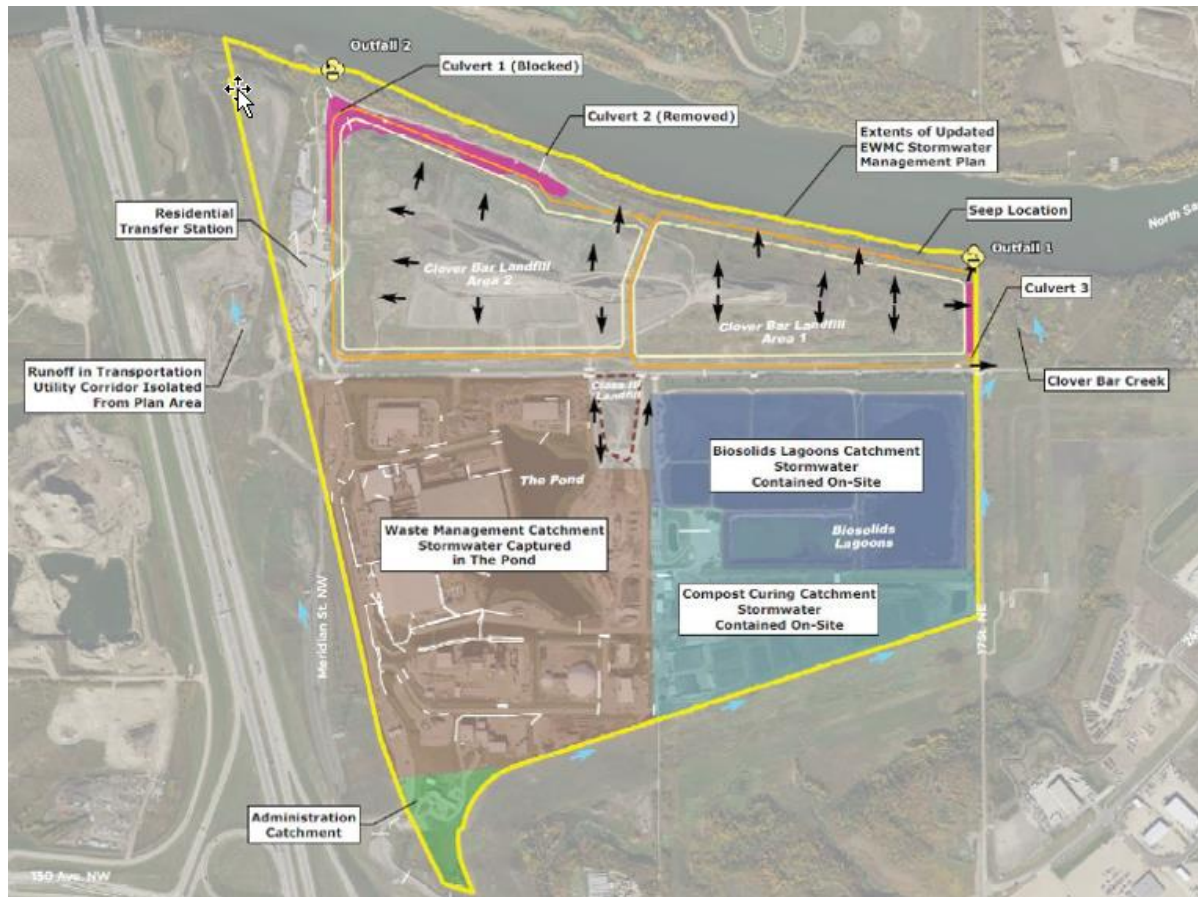 Outfall 2
Culvert 1 (Blocked)
Culvert 2 (Removed)
Extents of Updated
EWMC Stormwater
Management Plan
Residential
Transfer Station
Seep Location
North Sa
Outfall 1
Clover Bar Landfill
Area 2
Culvert 3
Clover Bar Landfill
Area 1
Runoff in Transportation
Utility Corridor Isolated
From Plan Area
Clover Bar Creek
Class III
Landfill
Biosolids Lagoons Catchment
Stormwater
Contained On-Site
The Pond
Waste Management Catchment
Stormwater Captured
in The Pond
Biosolids
Lagoons
Compost Curing Catchment
Stormwater
Contained On-Site
Meridian St. NW
17St. NE
Administration
Catchment
130 Ave. NW